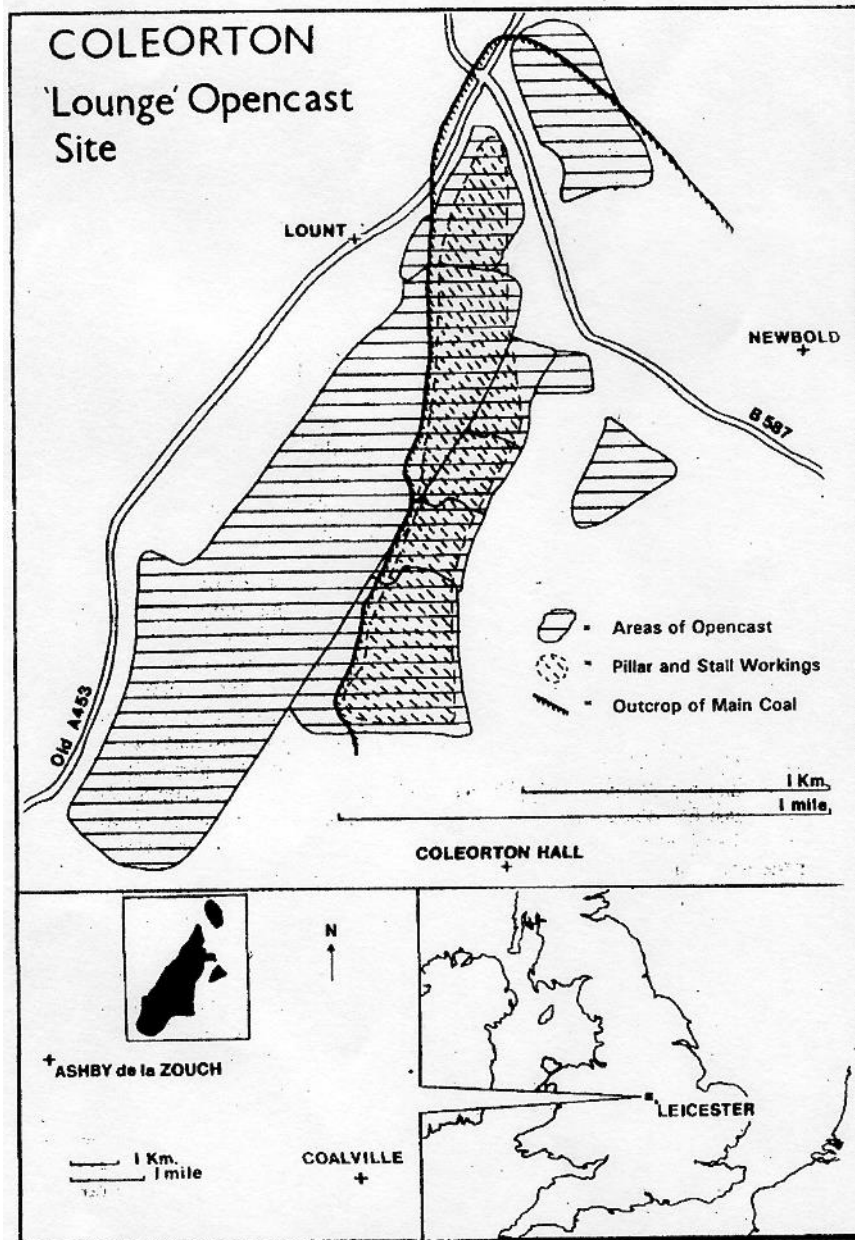 COLEORTON
'Lounge' Opencast
Site
LOUNT
NEWBOLD
B 587
Old A453
= Areas of Opencast
= Pillar and Stall Workings
= Outcrop of Main Coal
1 Km.
1 mile
COLEORTON HALL
N
ASHBY de la ZOUCH
1 Km.
1 mile
COALVILLE
LEICESTER